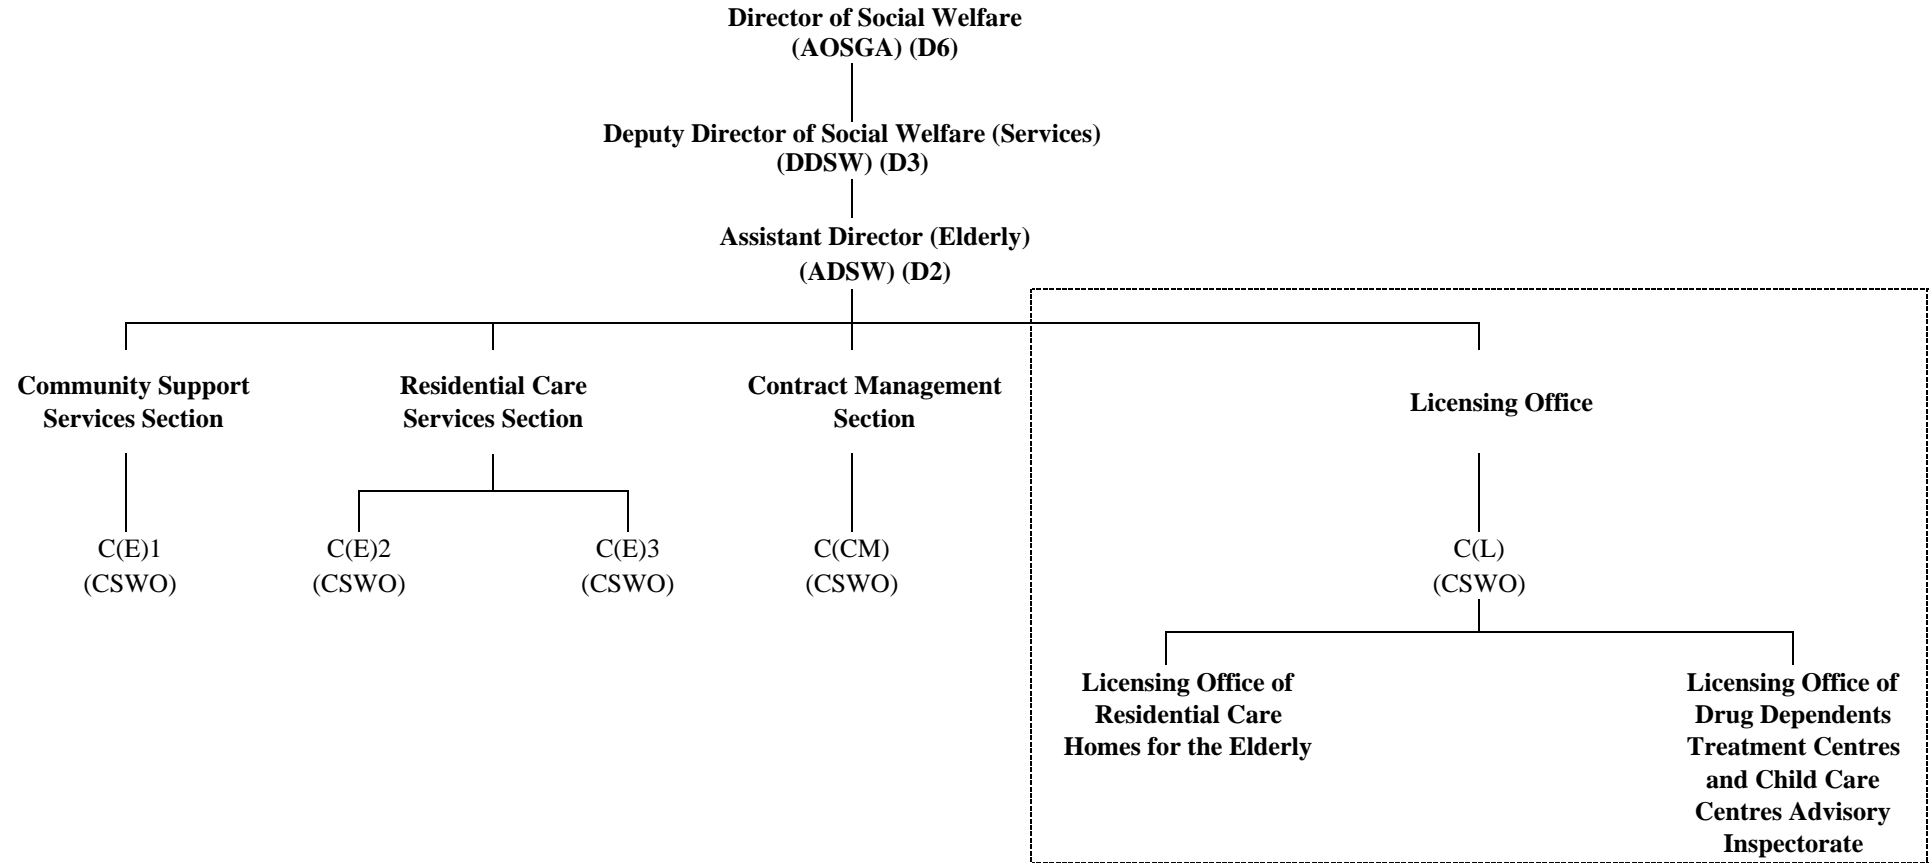 Director of Social Welfare
(AOSGA) (D6)
Deputy Director of Social Welfare (Services)
(DDSW) (D3)
Assistant Director (Elderly)
(ADSW) (D2)
Community Support
Services Section
Residential Care
Services Section
Contract Management
Section
Licensing Office
C(E)1
(CSWO)
C(E)2
(CSWO)
C(E)3
(CSWO)
C(CM)
(CSWO)
C(L)
(CSWO)
Licensing Office of
Residential Care
Homes for the Elderly
Licensing Office of
Drug Dependents
Treatment Centres
and Child Care
Centres Advisory
Inspectorate